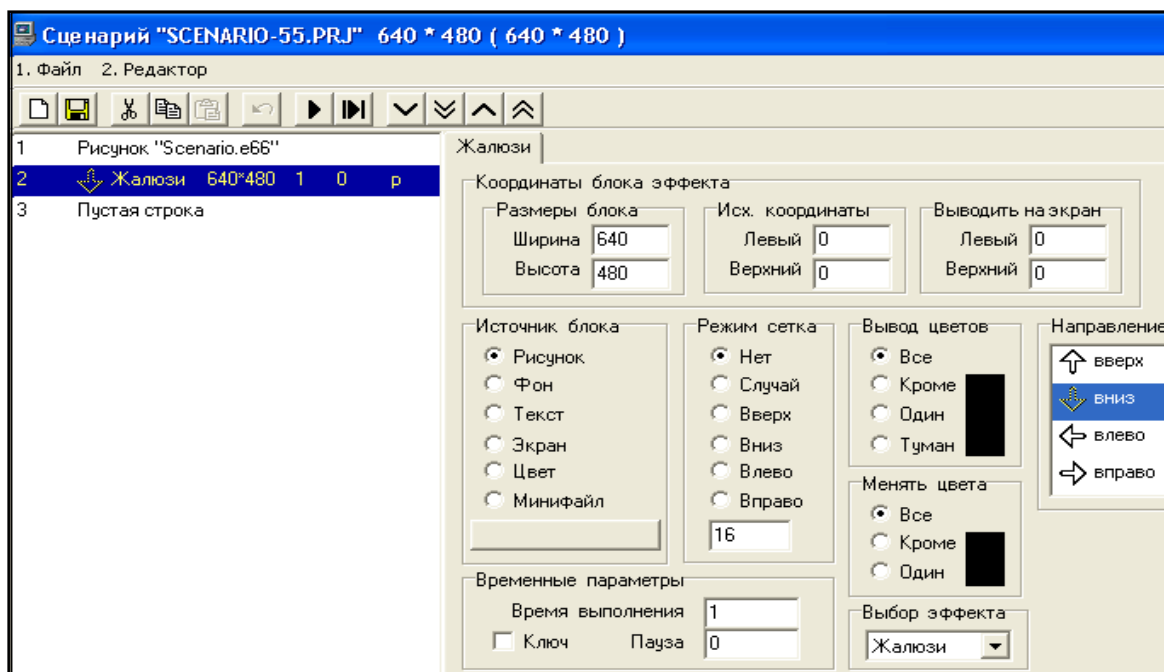 Сценарий "SCENARIO-55.PRJ" 640 * 480 ( 640 * 480 )
1. Файл 2. Редактор
1 Рисунок "Scenario.e66"
2 Жалюзи 640*480 1 0 р
3 Пустая строка
Жалюзи
Координаты блока эффекта
Размеры блока
Ширина 640
Высота 480
Исх. координаты
Левый 0
Верхний 0
Выводить на экран
Левый 0
Верхний 0
Источник блока
Рисунок
Фон
Текст
Экран
Цвет
Минифайл
Режим сетка
Нет
Случай
Вверх
Вниз
Влево
Вправо
16
Вывод цветов
Все
Кроме
Один
Туман
Менять цвета
Все
Кроме
Один
Направление
вверх
вниз
влево
вправо
Временные параметры
Время выполнения 1
Ключ Пауза 0
Выбор эффекта
Жалюзи